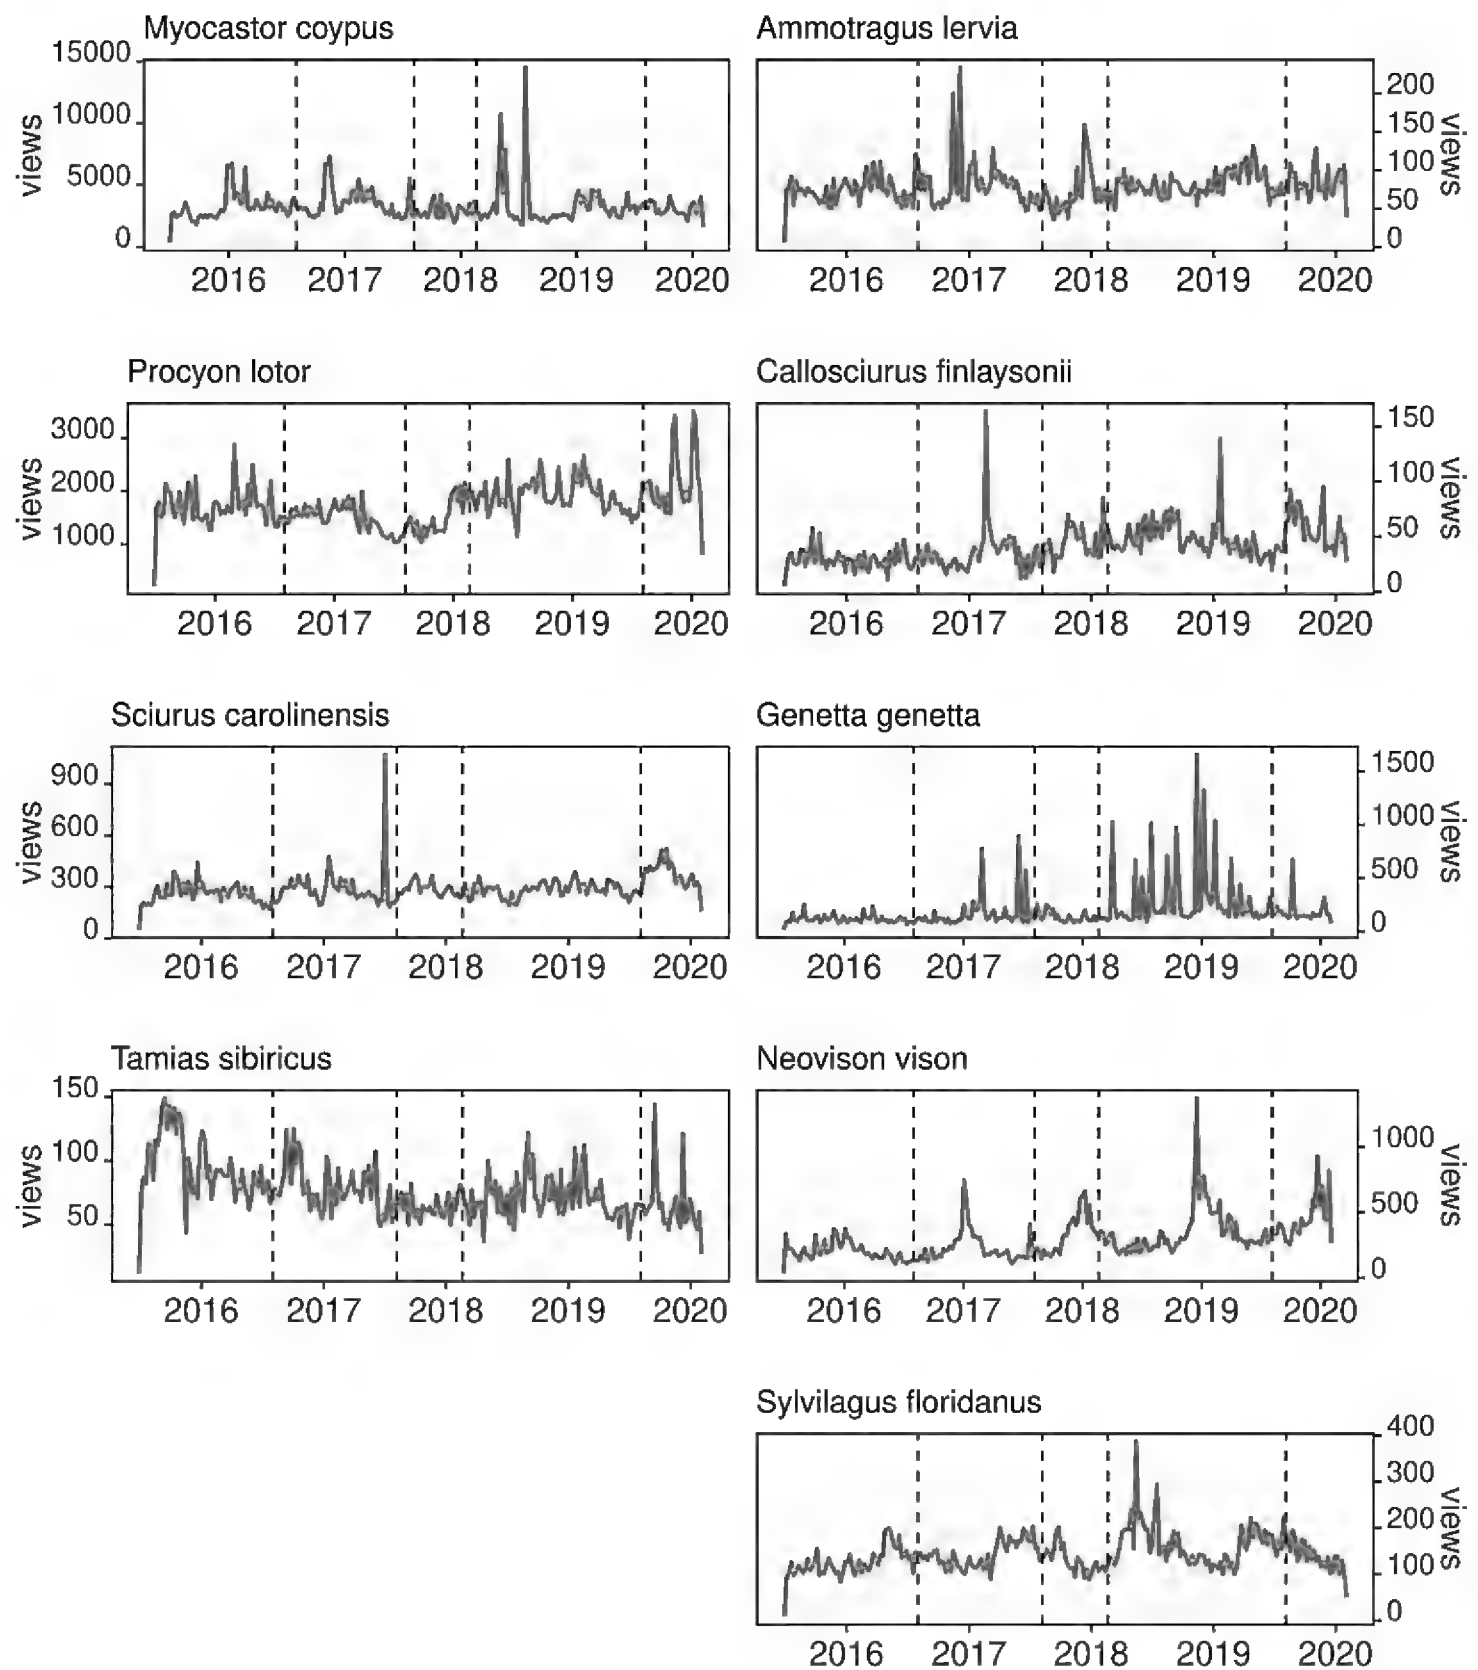 Myocastor coypus
15000
10000
5000
0
views
2016 2017 2018 2019 2020
Ammotragus lervia
200
150
100
50
0
views
2016 2017 2018 2019 2020
Procyon lotor
3000
2000
1000
views
2016 2017 2018 2019 2020
Callosciurus finlaysonii
150
100
50
0
views
2016 2017 2018 2019 2020
Sciurus carolinensis
900
600
300
0
views
2016 2017 2018 2019 2020
Genetta genetta
1500
1000
500
0
views
2016 2017 2018 2019 2020
Tamias sibiricus
150
100
50
views
2016 2017 2018 2019 2020
Neovison vison
1000
500
0
views
2016 2017 2018 2019 2020
Sylvilagus floridanus
400
300
200
100
0
views
2016 2017 2018 2019 2020